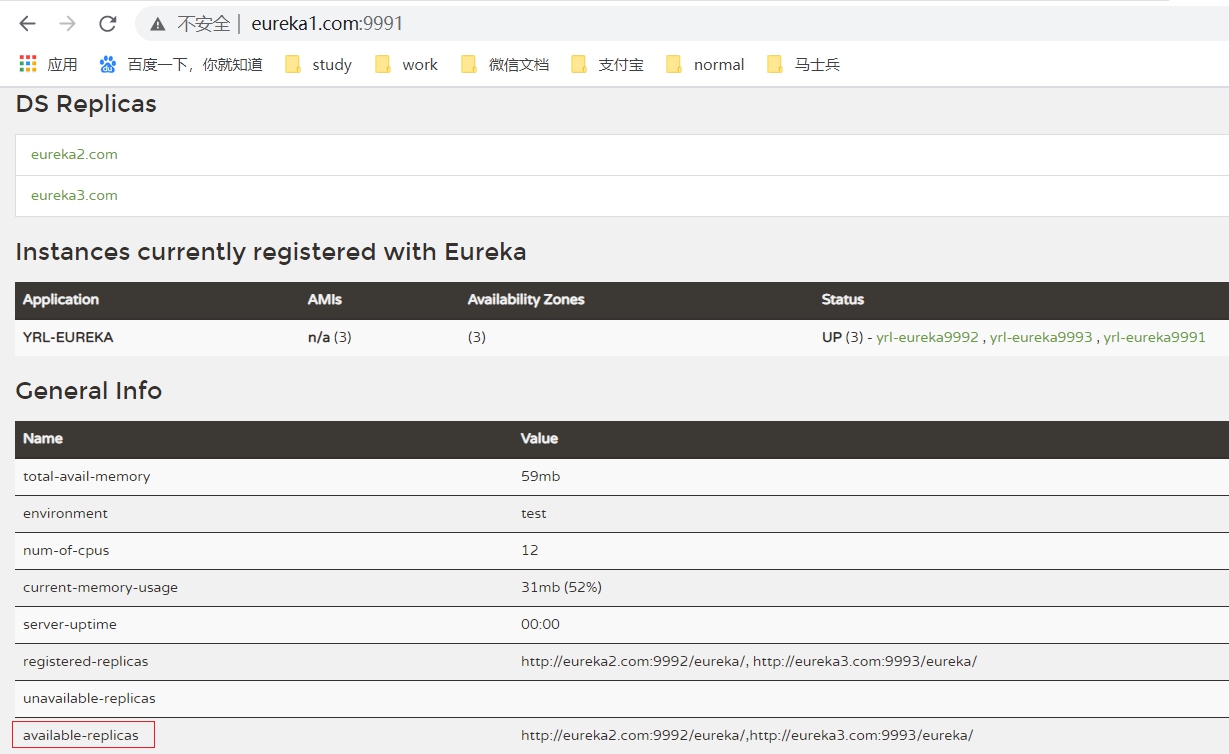 不安全 | eureka1.com:9991
应用 百度一下，你就知道 study work 微信文档 支付宝 normal 马士兵
DS Replicas
eureka2.com
eureka3.com
Instances currently registered with Eureka
Application AMIs Availability Zones Status
YRL-EUREKA n/a (3) (3) UP (3) - yrl-eureka9992 , yrl-eureka9993 , yrl-eureka9991
General Info
Name Value
total-avail-memory 59mb
environment test
num-of-cpus 12
current-memory-usage 31mb (52%)
server-uptime 00:00
registered-replicas http://eureka2.com:9992/eureka/, http://eureka3.com:9993/eureka/
unavailable-replicas
available-replicas http://eureka2.com:9992/eureka/,http://eureka3.com:9993/eureka/